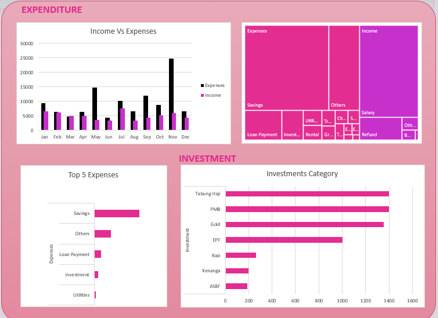 EXPENDITURE
Income Vs Expenses
30000
25000
20000
15000
10000
5000
0
Jan Feb Mar Apr May Jun Jul Aug Sep Oct Nov Dec
Expenses
Income
Expenses
Income
Savings
Others
Salary
Loan Payment
Invest...
Utili...
Rental
Tr...
Gr...
Ch...
S...
E...
E...
T...
Refund
Oth...
B...
INVESTMENT
Top 5 Expenses
Expenses
Savings
Others
Loan Payment
Investment
Utilities
Investments Category
Investment
Tabung Haji
PMB
Gold
EPF
Raiz
Kenanga
ASBF
0 200 400 600 800 1000 1200 1400 1600